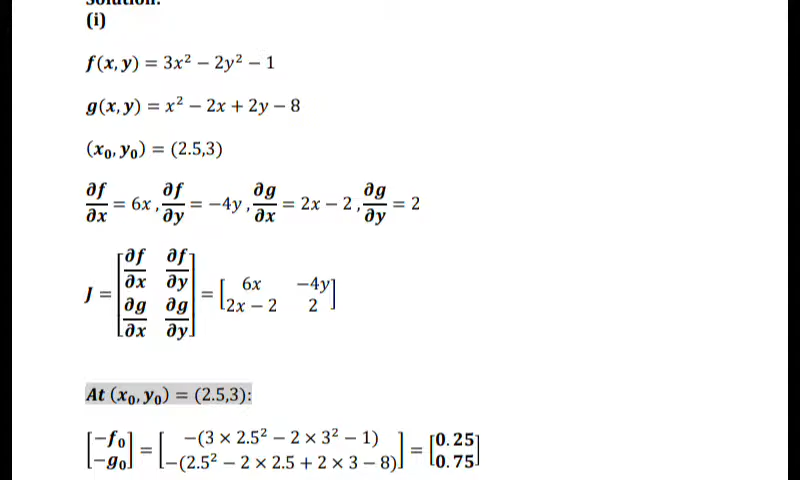 Solution:
(i)
f(x, y) = 3x² − 2y² − 1
g(x, y) = x² − 2x + 2y − 8
(x₀, y₀) = (2.5,3)
∂f/∂x = 6x , ∂f/∂y = −4y , ∂g/∂x = 2x − 2 , ∂g/∂y = 2
J = [∂f/∂x ∂f/∂y; ∂g/∂x ∂g/∂y] = [6x −4y; 2x − 2 2]
At (x₀, y₀) = (2.5,3):
[−f₀; −g₀] = [−(3 × 2.5² − 2 × 3² − 1); −(2.5² − 2 × 2.5 + 2 × 3 − 8)] = [0.25; 0.75]